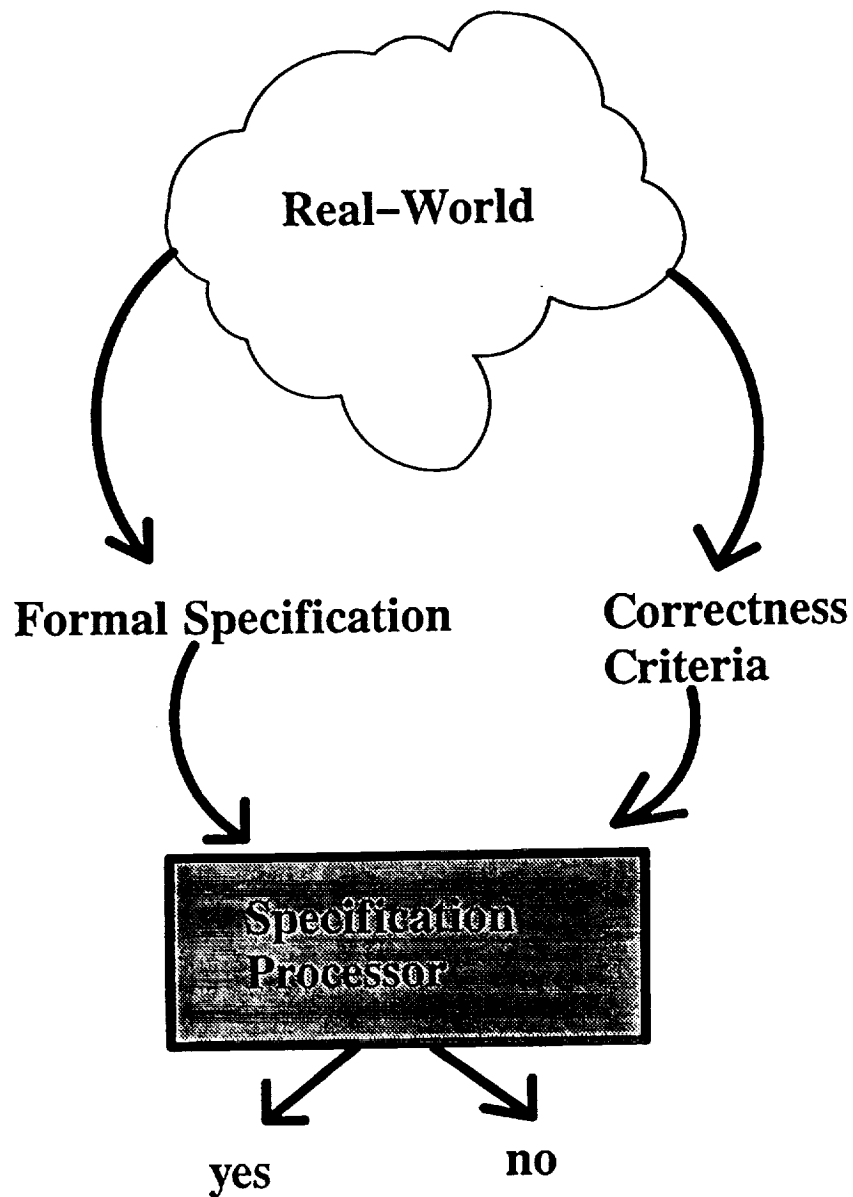 Real–World
Formal Specification
Correctness
Criteria
Specification
Processor
yes
no